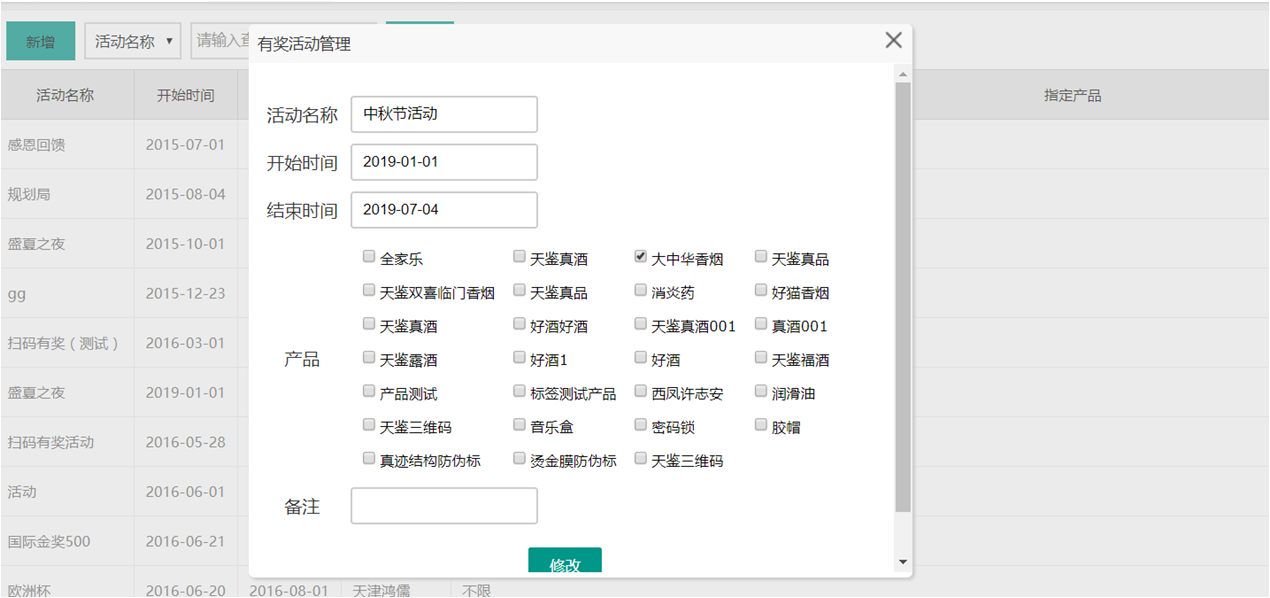 新增 活动名称 请输入查
有奖活动管理
活动名称 开始时间 指定产品
感恩回馈 2015-07-01
规划局 2015-08-04
盛夏之夜 2015-10-01
gg 2015-12-23
扫码有奖（测试） 2016-03-01
盛夏之夜 2019-01-01
扫码有奖活动 2016-05-28
活动 2016-06-01
国际金奖500 2016-06-21
欧洲杯 2016-06-20 2016-08-01 天津鸿儒 不限
活动名称 中秋节活动
开始时间 2019-01-01
结束时间 2019-07-04
全家乐 天鉴真酒 大中华香烟 天鉴真品
天鉴双喜临门香烟 天鉴真品 消炎药 好猫香烟
天鉴真酒 好酒好酒 天鉴真酒001 真酒001
产品 天鉴露酒 好酒1 好酒 天鉴福酒
产品测试 标签测试产品 西凤许志安 润滑油
天鉴三维码 音乐盒 密码锁 胶帽
真迹结构防伪标 烫金膜防伪标 天鉴三维码
备注
修改